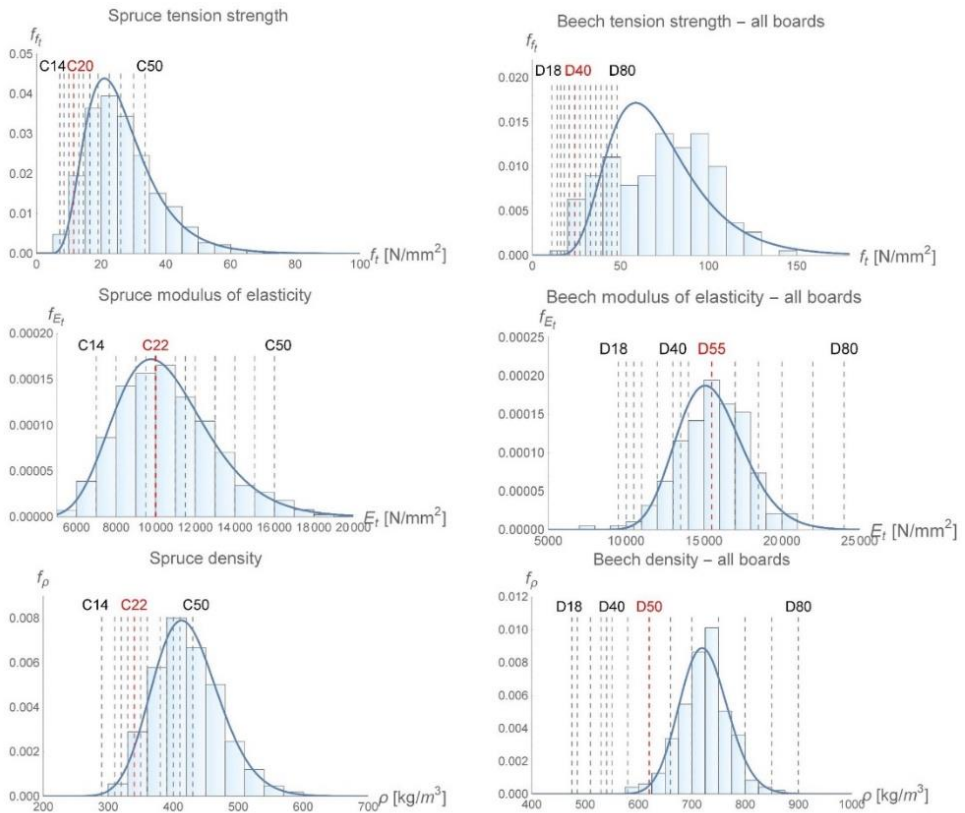 Spruce tension strength
f_{f_t}
0.05
0.04
0.03
0.02
0.01
0.00
C14 C20 C50
0 20 40 60 80 100
f_t [N/mm²]
Beech tension strength – all boards
f_{f_t}
0.020
0.015
0.010
0.005
0.000
D18 D40 D80
0 50 100 150
f_t [N/mm²]
Spruce modulus of elasticity
f_{E_t}
0.00020
0.00015
0.00010
0.00005
0.00000
C14 C22 C50
6000 8000 10000 12000 14000 16000 18000 20000
E_t [N/mm²]
Beech modulus of elasticity – all boards
f_{E_t}
0.00025
0.00020
0.00015
0.00010
0.00005
0.00000
D18 D40 D55 D80
5000 10000 15000 20000 25000
E_t [N/mm²]
Spruce density
f_ρ
0.008
0.006
0.004
0.002
0.000
C14 C22 C50
200 300 400 500 600 700
ρ [kg/m³]
Beech density – all boards
f_ρ
0.012
0.010
0.008
0.006
0.004
0.002
0.000
D18 D40 D50 D80
400 500 600 700 800 900 1000
ρ [kg/m³]